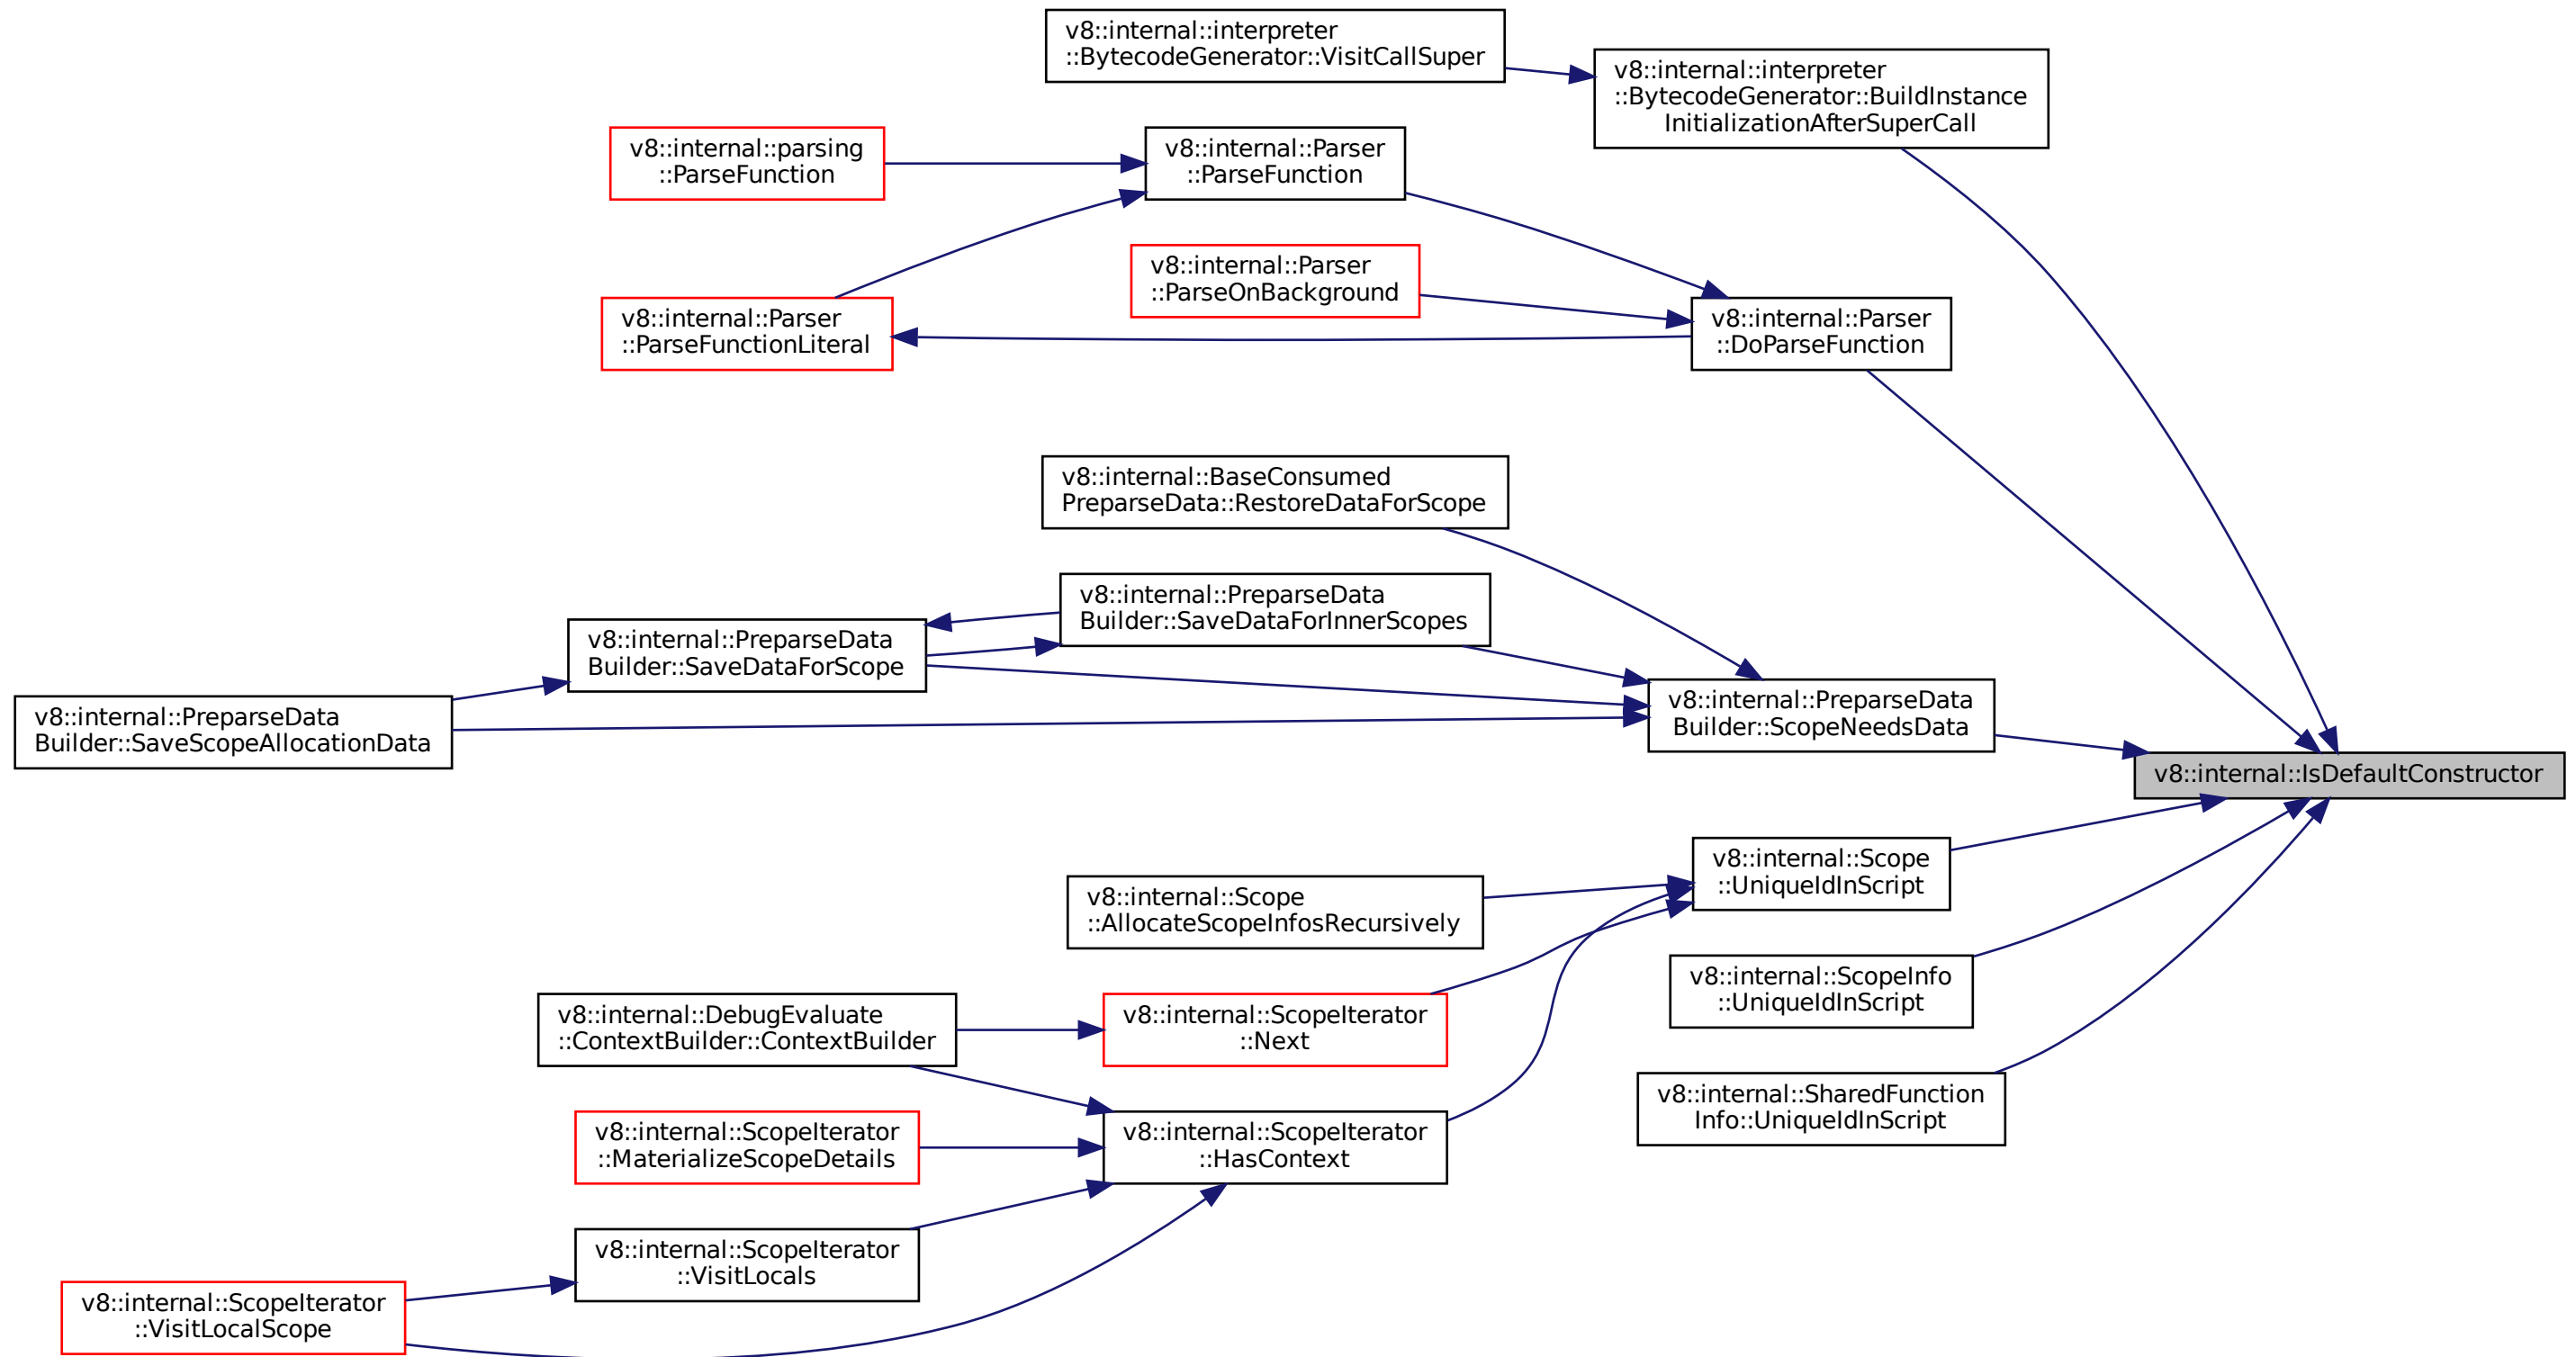 v8::internal::interpreter
::BytecodeGenerator::VisitCallSuper
v8::internal::interpreter
::BytecodeGenerator::BuildInstance
InitializationAfterSuperCall
v8::internal::parsing
::ParseFunction
v8::internal::Parser
::ParseFunction
v8::internal::Parser
::ParseOnBackground
v8::internal::Parser
::ParseFunctionLiteral
v8::internal::Parser
::DoParseFunction
v8::internal::BaseConsumed
PreparseData::RestoreDataForScope
v8::internal::PreparseData
Builder::SaveDataForInnerScopes
v8::internal::PreparseData
Builder::SaveDataForScope
v8::internal::PreparseData
Builder::SaveScopeAllocationData
v8::internal::PreparseData
Builder::ScopeNeedsData
v8::internal::IsDefaultConstructor
v8::internal::Scope
::UniqueIdInScript
v8::internal::Scope
::AllocateScopeInfosRecursively
v8::internal::ScopeInfo
::UniqueIdInScript
v8::internal::DebugEvaluate
::ContextBuilder::ContextBuilder
v8::internal::ScopeIterator
::Next
v8::internal::SharedFunction
Info::UniqueIdInScript
v8::internal::ScopeIterator
::MaterializeScopeDetails
v8::internal::ScopeIterator
::HasContext
v8::internal::ScopeIterator
::VisitLocals
v8::internal::ScopeIterator
::VisitLocalScope